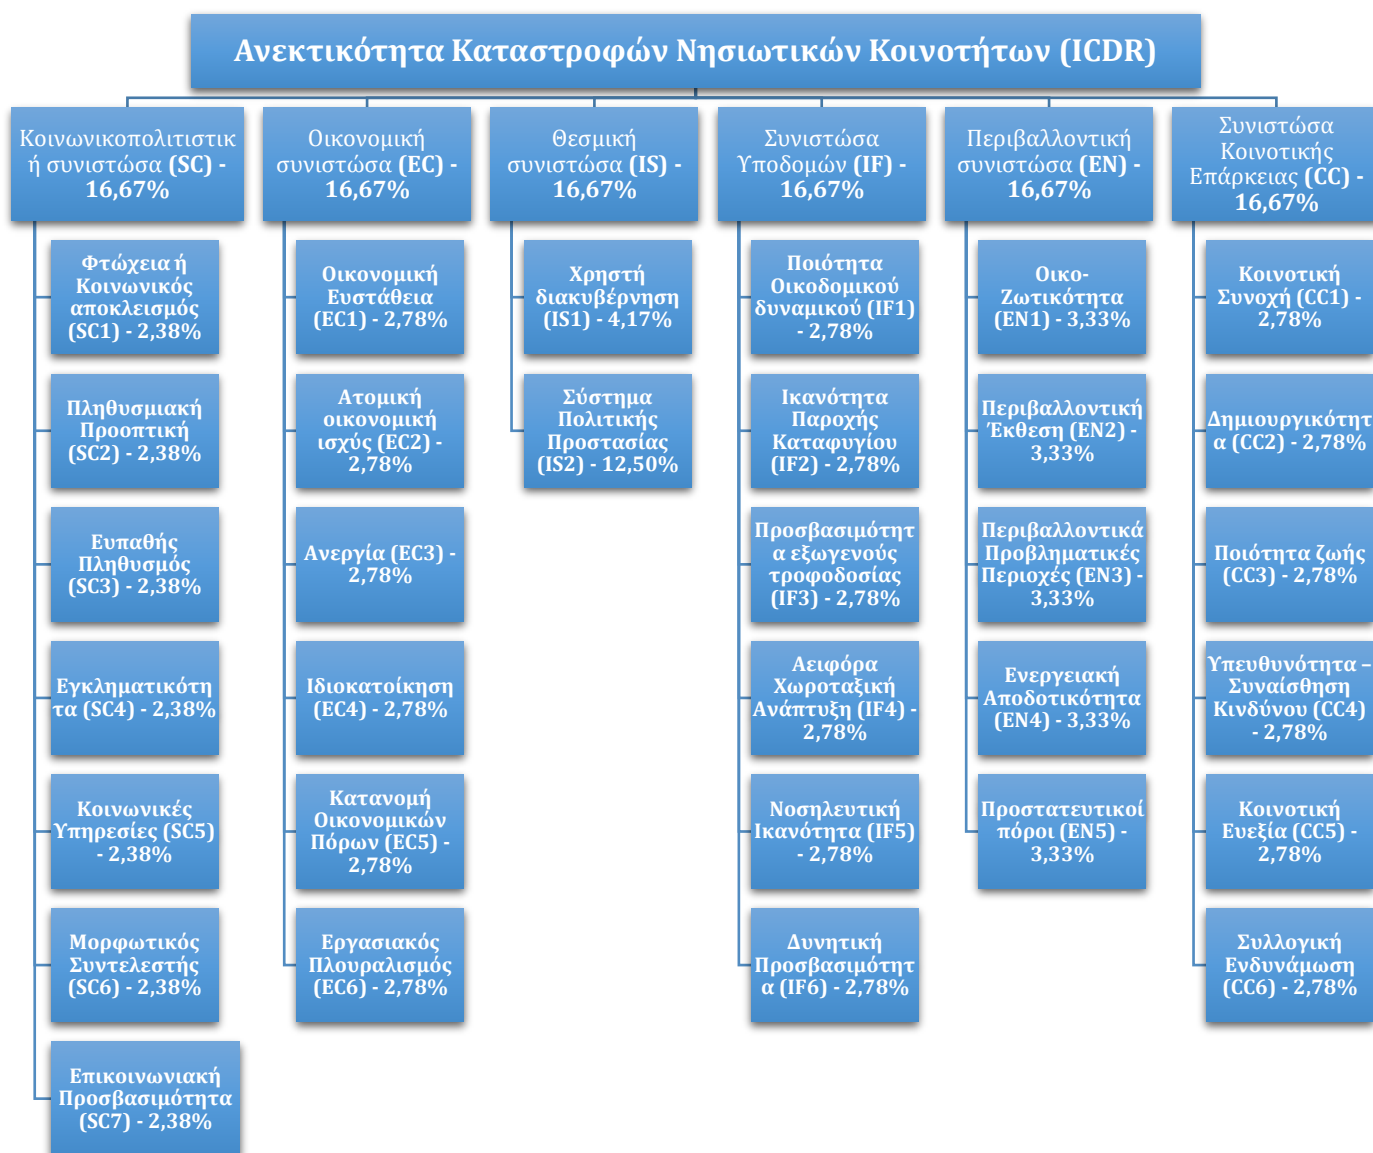 Ανεκτικότητα Καταστροφών Νησιωτικών Κοινοτήτων (ICDR)
Κοινωνικοπολιτιστικ
ή συνιστώσα (SC) -
16,67%
Φτώχεια ή
Κοινωνικός
αποκλεισμός
(SC1) - 2,38%
Πληθυσμιακή
Προοπτική
(SC2) - 2,38%
Ευπαθής
Πληθυσμός
(SC3) - 2,38%
Εγκληματικότη
τα (SC4) - 2,38%
Κοινωνικές
Υπηρεσίες (SC5)
- 2,38%
Μορφωτικός
Συντελεστής
(SC6) - 2,38%
Επικοινωνιακή
Προσβασιμότητα
(SC7) - 2,38%
Οικονομική
συνιστώσα (EC) -
16,67%
Οικονομική
Ευστάθεια
(EC1) - 2,78%
Ατομική
οικονομική
ισχύς (EC2) -
2,78%
Ανεργία (EC3) -
2,78%
Ιδιοκατοίκηση
(EC4) - 2,78%
Κατανομή
Οικονομικών
Πόρων (EC5) -
2,78%
Εργασιακός
Πλουραλισμός
(EC6) - 2,78%
Θεσμική
συνιστώσα (IS) -
16,67%
Χρηστή
διακυβέρνηση
(IS1) - 4,17%
Σύστημα
Πολιτικής
Προστασίας
(IS2) - 12,50%
Συνιστώσα
Υποδομών (IF) -
16,67%
Ποιότητα
Οικοδομικού
δυναμικού (IF1)
- 2,78%
Ικανότητα
Παροχής
Καταφυγίου
(IF2) - 2,78%
Προσβασιμότητ
α εξωγενούς
τροφοδοσίας
(IF3) - 2,78%
Αειφόρα
Χωροταξική
Ανάπτυξη (IF4) -
2,78%
Νοσηλευτική
Ικανότητα (IF5)
- 2,78%
Δυνητική
Προσβασιμότητ
α (IF6) - 2,78%
Περιβαλλοντική
συνιστώσα (EN) -
16,67%
Οικο-
Ζωτικότητα
(EN1) - 3,33%
Περιβαλλοντική
Έκθεση (EN2) -
3,33%
Περιβαλλοντικά
Προβληματικές
Περιοχές (EN3) -
3,33%
Ενεργειακή
Αποδοτικότητα
(EN4) - 3,33%
Προστατευτικοί
πόροι (EN5) -
3,33%
Συνιστώσα
Κοινοτικής
Επάρκειας (CC) -
16,67%
Κοινοτική
Συνοχή (CC1) -
2,78%
Δημιουργικότητ
α (CC2) - 2,78%
Ποιότητα ζωής
(CC3) - 2,78%
Υπευθυνότητα –
Συναίσθηση
Κινδύνου (CC4)
- 2,78%
Κοινοτική
Ευεξία (CC5) -
2,78%
Συλλογική
Ενδυνάμωση
(CC6) - 2,78%